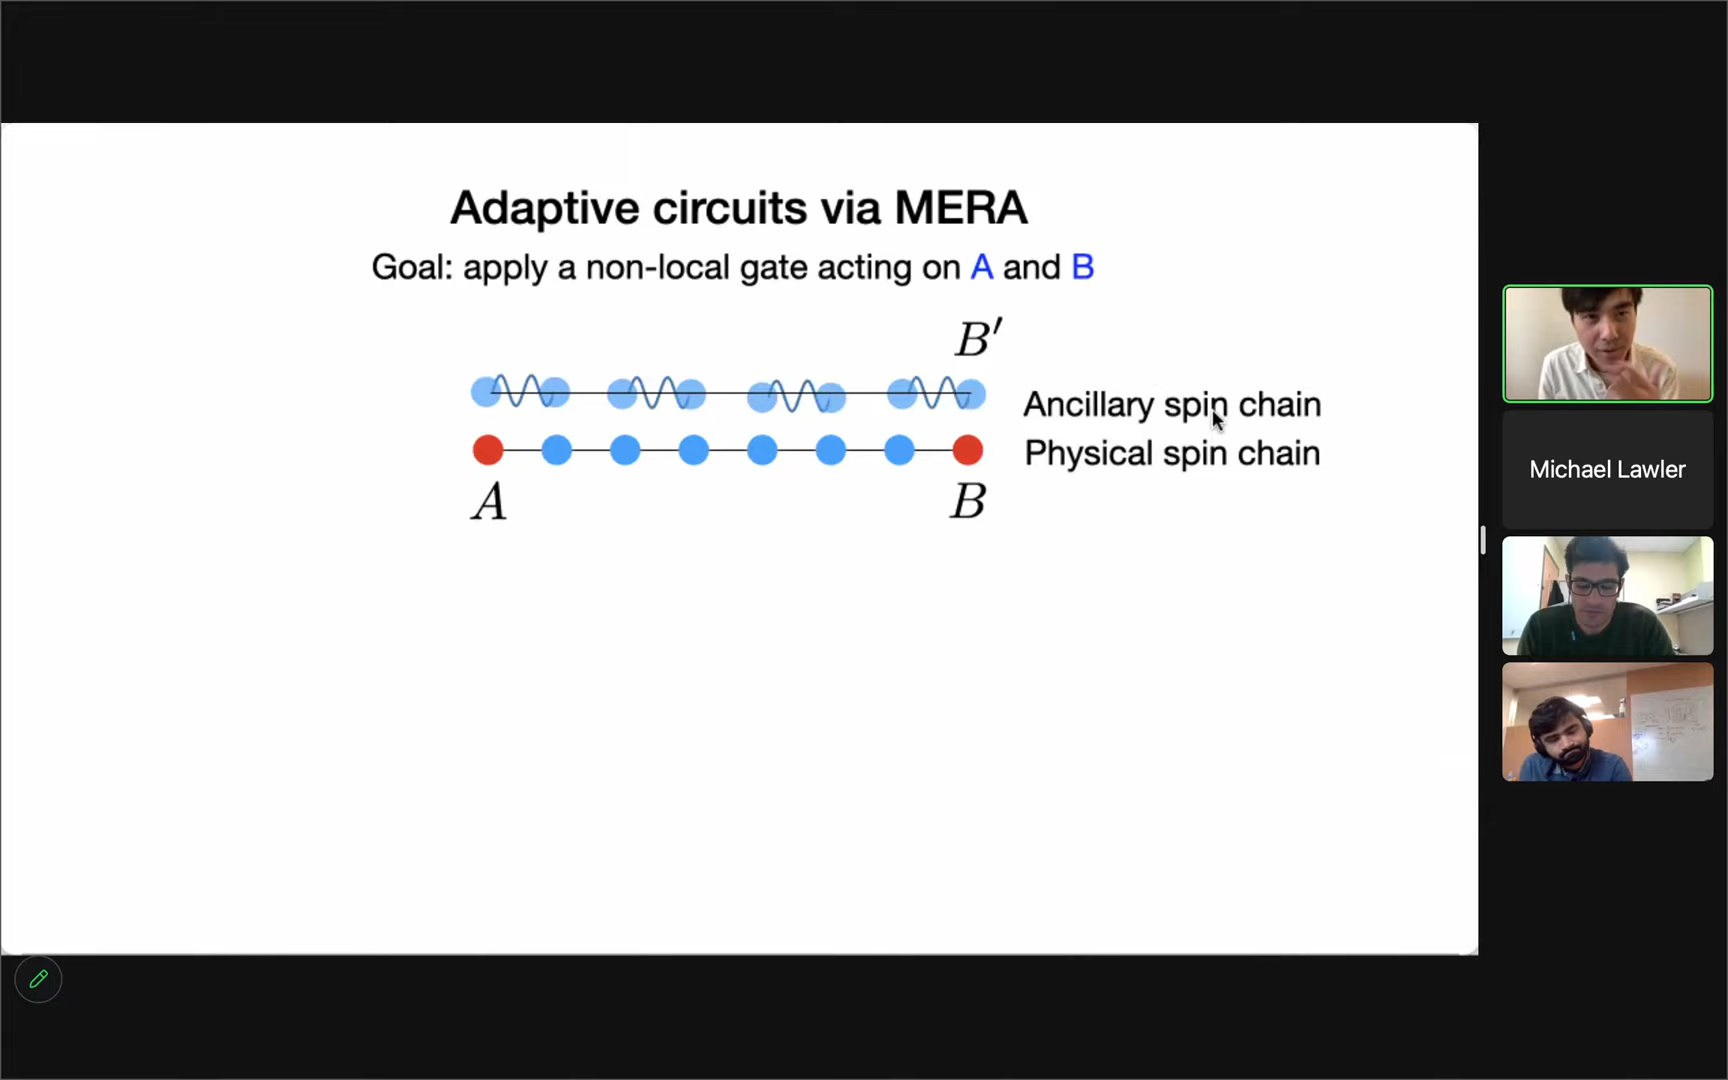 Adaptive circuits via MERA
Goal: apply a non-local gate acting on A and B
B′
Ancillary spin chain
Physical spin chain
A
B
Michael Lawler